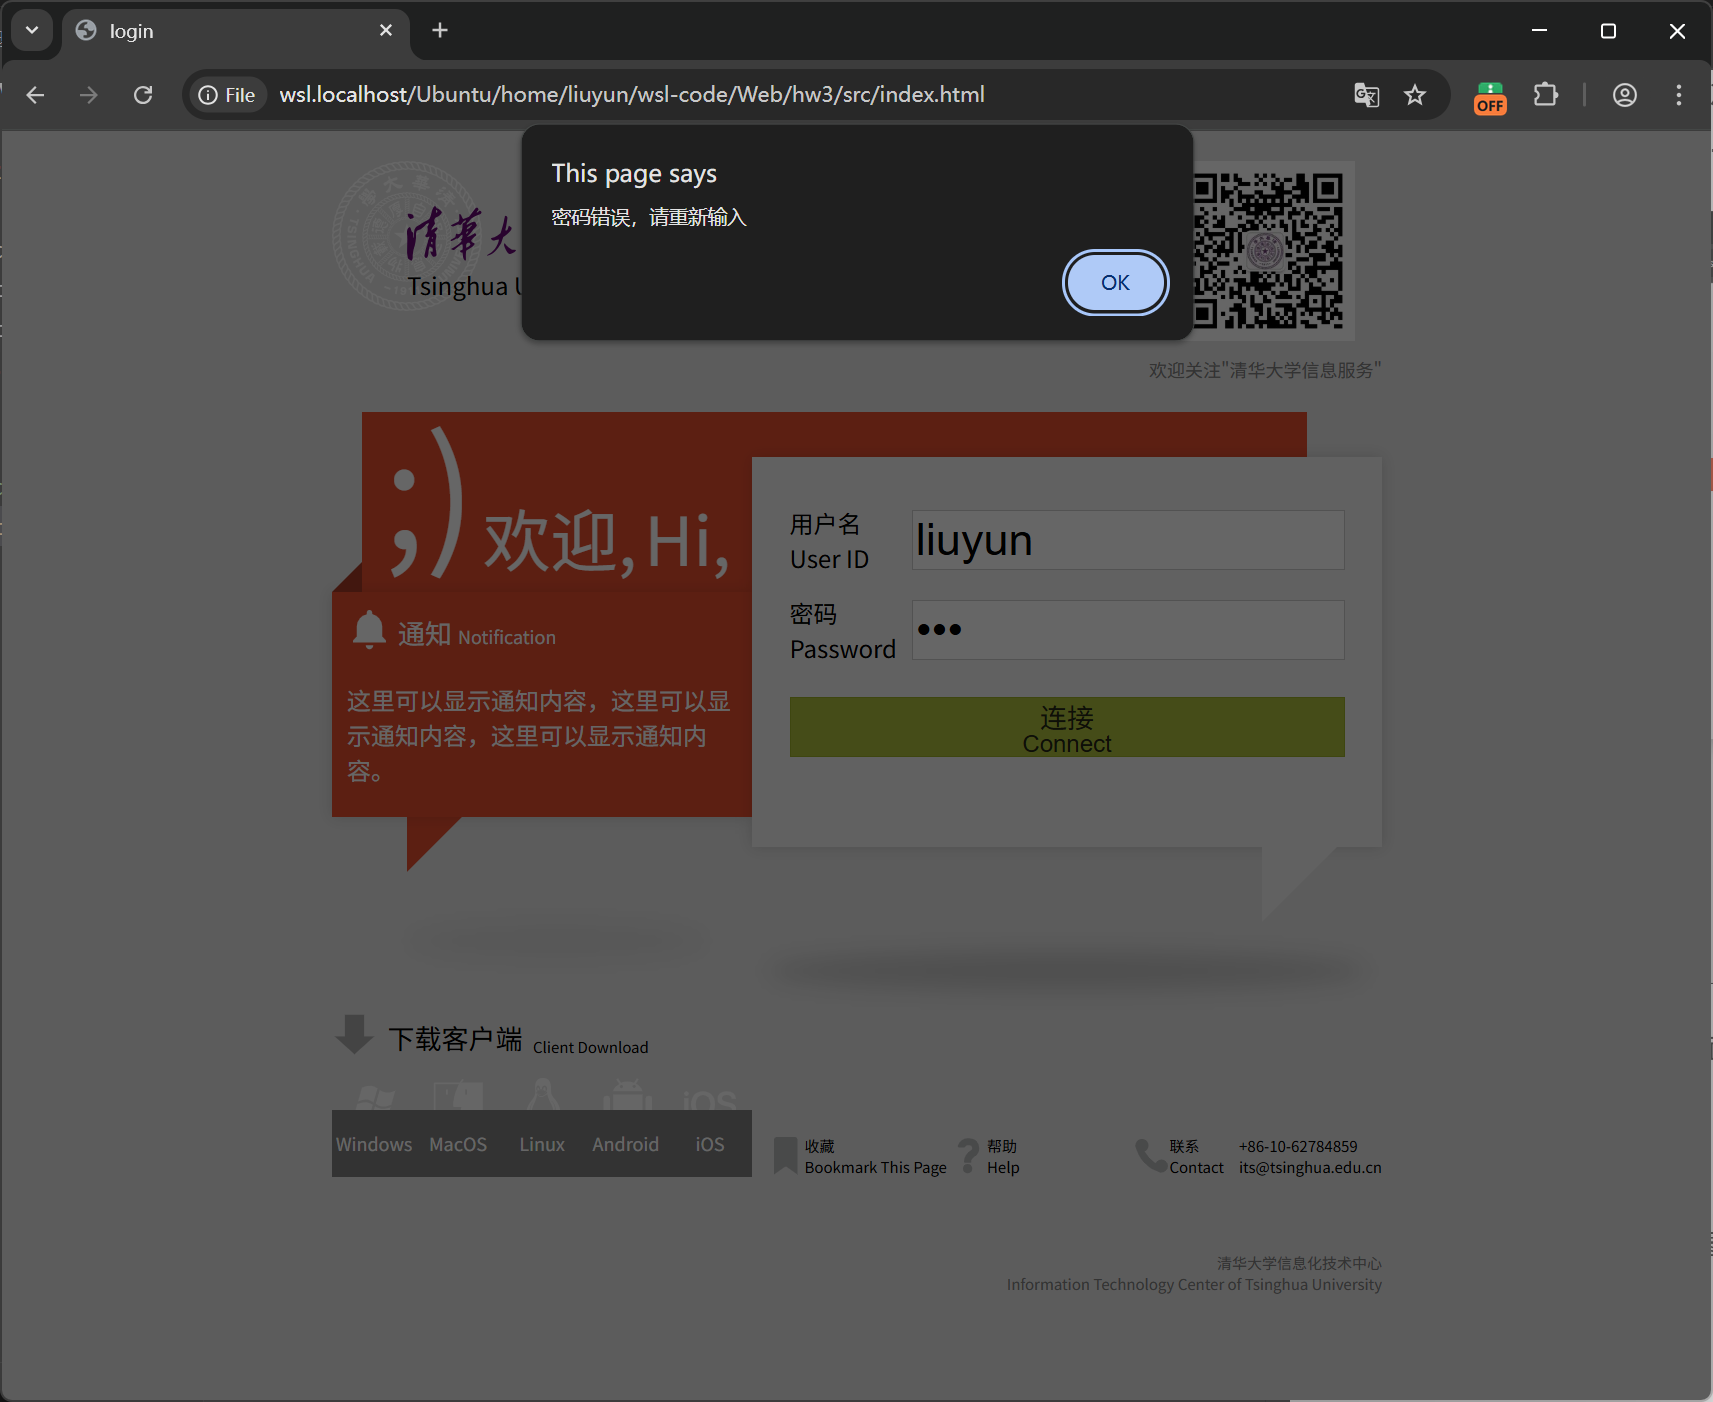 login
File
wsl.localhost/Ubuntu/home/liuyun/wsl-code/Web/hw3/src/index.html
OFF
This page says
密码错误，请重新输入
OK
清華大
Tsinghua
欢迎关注"清华大学信息服务"
;)
欢迎, Hi,
通知 Notification
这里可以显示通知内容，这里可以显
示通知内容，这里可以显示通知内
容。
用户名
User ID
liuyun
密码
Password
连接
Connect
下载客户端 Client Download
iOS
Windows MacOS Linux Android iOS
收藏
Bookmark This Page
帮助
Help
联系 +86-10-62784859
Contact its@tsinghua.edu.cn
清华大学信息化技术中心
Information Technology Center of Tsinghua University